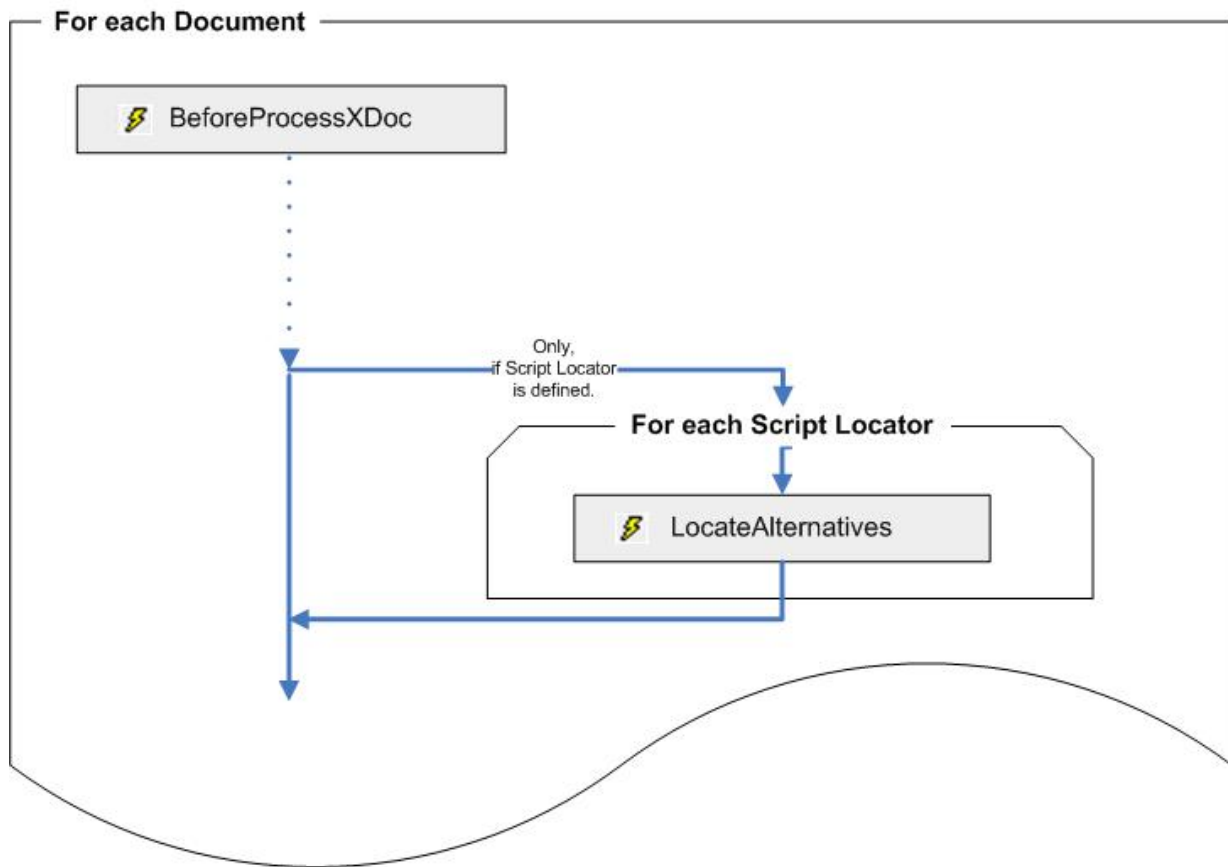 For each Document
BeforeProcessXDoc
Only,
if Script Locator
is defined.
For each Script Locator
LocateAlternatives